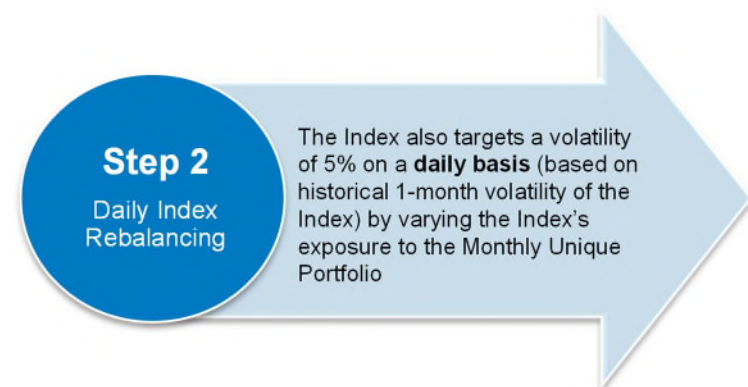 Step 2
Daily Index
Rebalancing
The Index also targets a volatility
of 5% on a daily basis (based on
historical 1-month volatility of the
Index) by varying the Index's
exposure to the Monthly Unique
Portfolio